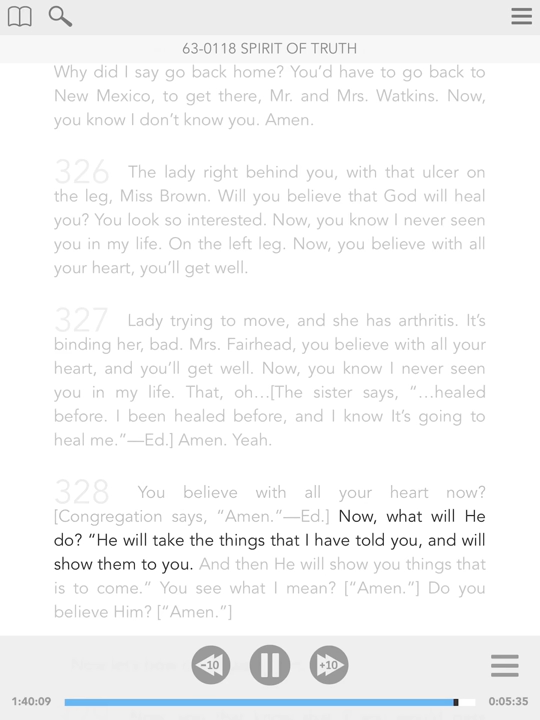 63-0118 SPIRIT OF TRUTH
Why did I say go back home? You’d have to go back to
New Mexico, to get there, Mr. and Mrs. Watkins. Now,
you know I don’t know you. Amen.
326 The lady right behind you, with that ulcer on
the leg, Miss Brown. Will you believe that God will heal
you? You look so interested. Now, you know I never seen
you in my life. On the left leg. Now, you believe with all
your heart, you’ll get well.
327 Lady trying to move, and she has arthritis. It’s
binding her, bad. Mrs. Fairhead, you believe with all your
heart, and you’ll get well. Now, you know I never seen
you in my life. That, oh…[The sister says, “…healed
before. I been healed before, and I know It’s going to
heal me.”—Ed.] Amen. Yeah.
328 You believe with all your heart now?
[Congregation says, “Amen.”—Ed.] Now, what will He
do? “He will take the things that I have told you, and will
show them to you. And then He will show you things that
is to come.” You see what I mean? [“Amen.”] Do you
believe Him? [“Amen.”]
-10 +10
1:40:09 0:05:35